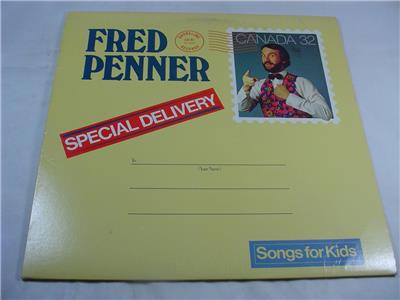 FRED
PENNER
CANADA 32
SPECIAL DELIVERY
To
(Your Name)
Songs for Kids